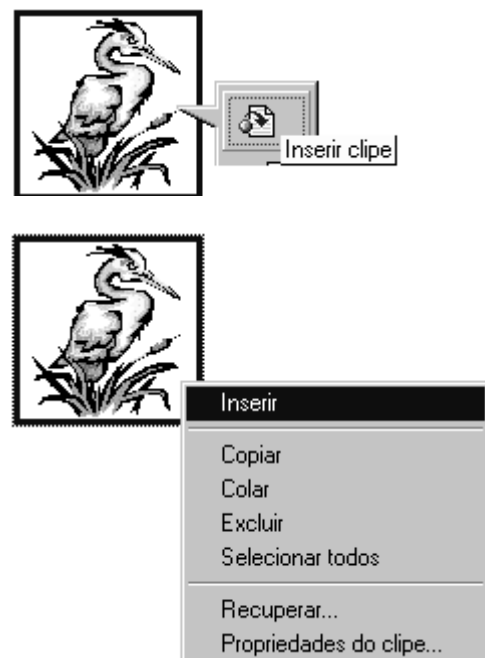 Inserir clipe
Inserir
Copiar
Colar
Excluir
Selecionar todos
Recuperar...
Propriedades do clipe...